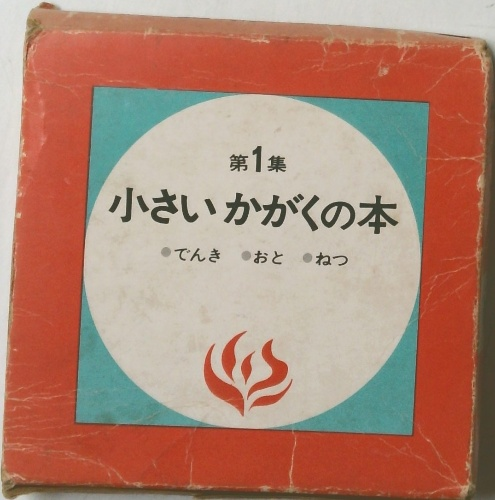 第1集
小さいかがくの本
●でんき ●おと ●ねつ